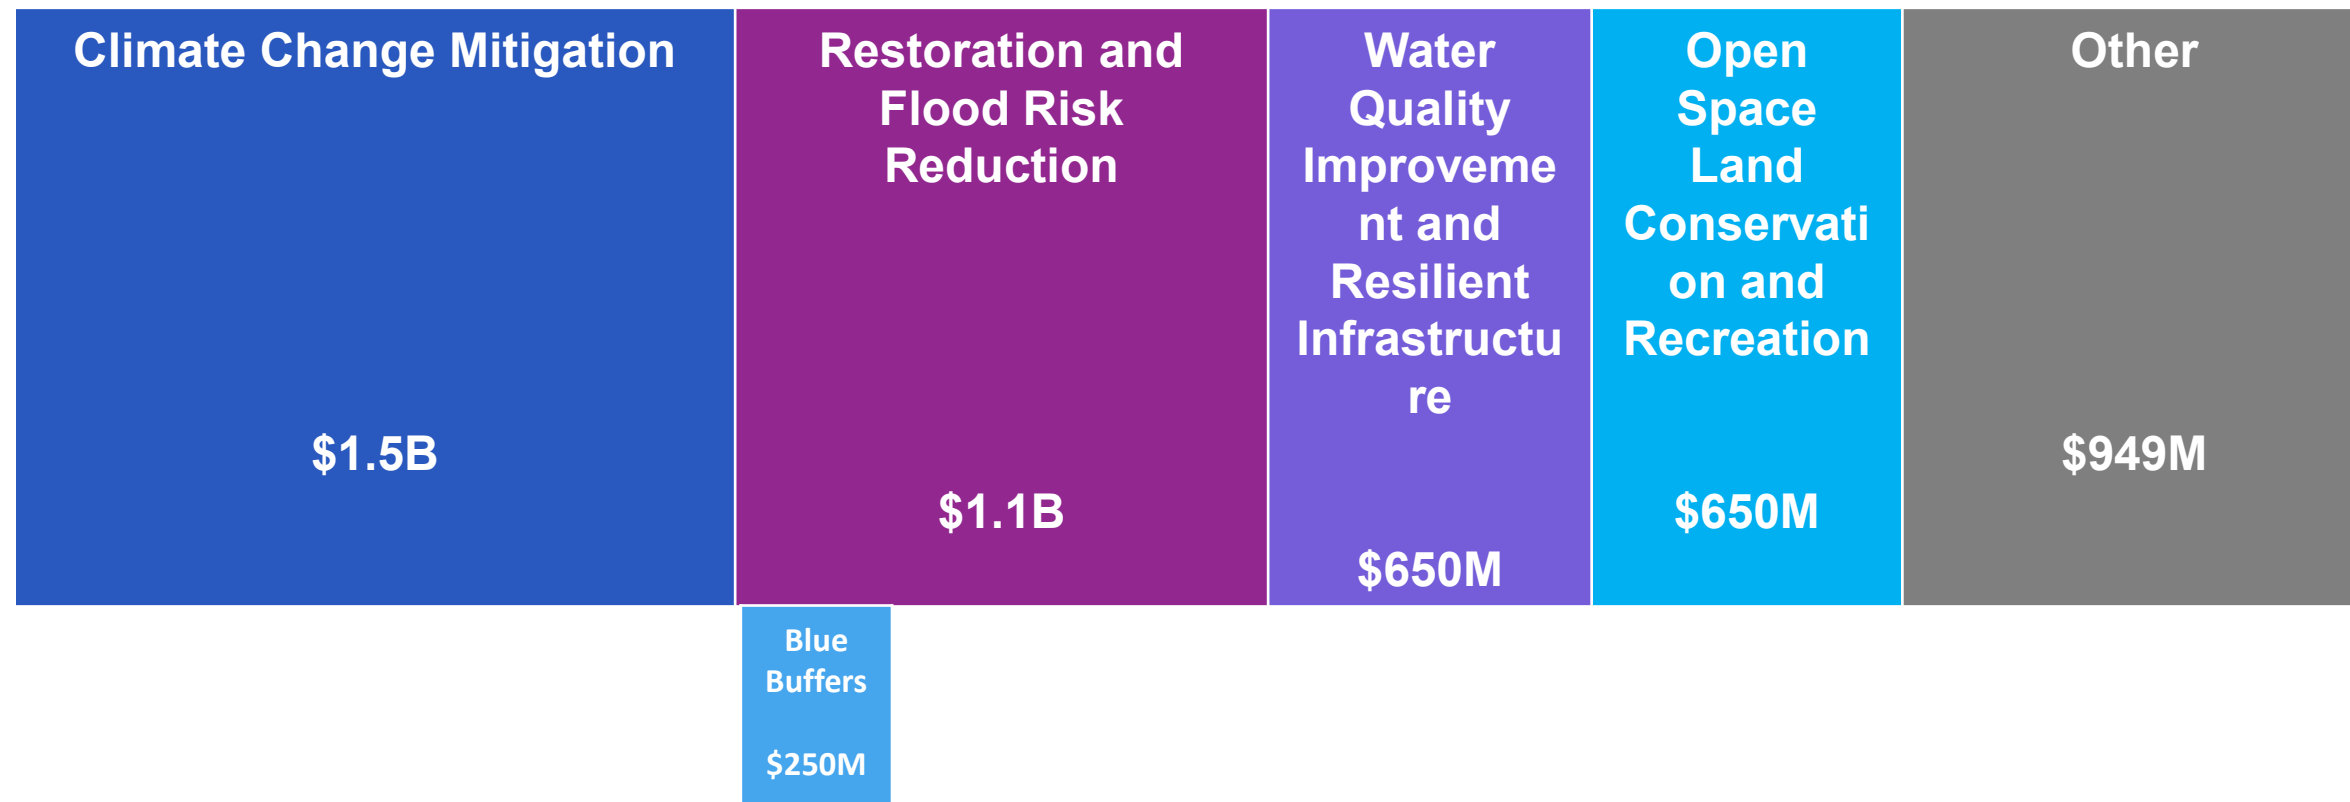 Climate Change Mitigation
$1.5B
Restoration and
Flood Risk
Reduction
$1.1B
Water
Quality
Improveme
nt and
Resilient
Infrastructu
re
$650M
Open
Space
Land
Conservati
on and
Recreation
$650M
Other
$949M
Blue
Buffers
$250M